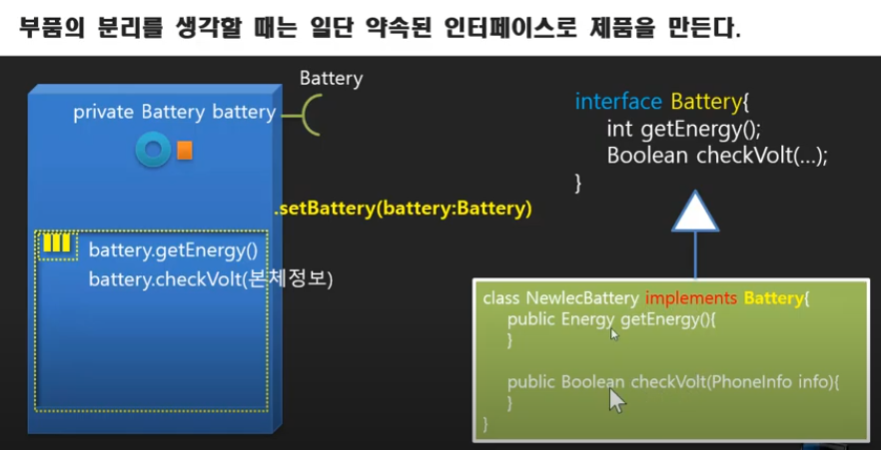 부품의 분리를 생각할 때는 일단 약속된 인터페이스로 제품을 만든다.
Battery
private Battery battery
.setBattery(battery:Battery)
battery.getEnergy()
battery.checkVolt(본체정보)
interface Battery{
int getEnergy();
Boolean checkVolt(...);
}
class NewlecBattery implements Battery{
public Energy getEnergy(){
}
public Boolean checkVolt(PhoneInfo info){
}
}